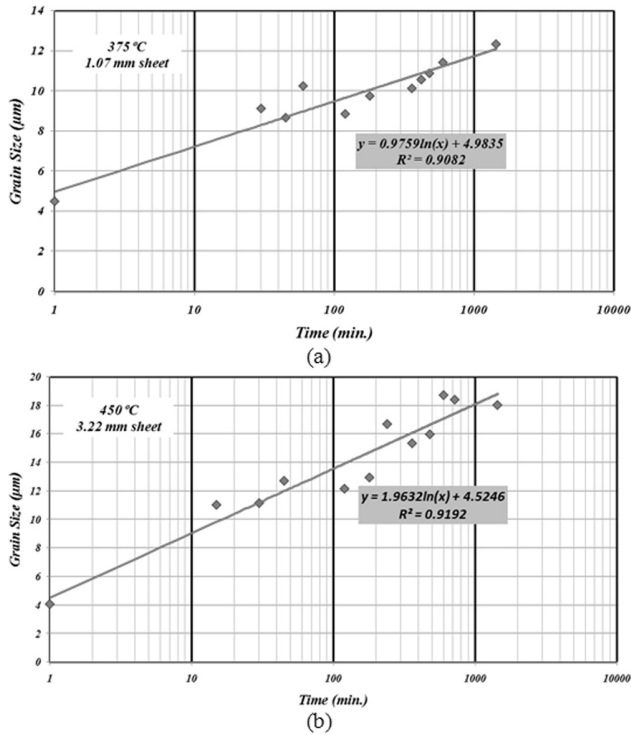 14
12
10
8
6
4
2
0
Grain Size (μm)
375 ºC
1.07 mm sheet
y = 0.9759ln(x) + 4.9835
R² = 0.9082
1 10 100 1000 10000
Time (min.)
(a)
20
18
16
14
12
10
8
6
4
2
0
Grain Size (μm)
450 ºC
3.22 mm sheet
y = 1.9632ln(x) + 4.5246
R² = 0.9192
1 10 100 1000 10000
Time (min.)
(b)